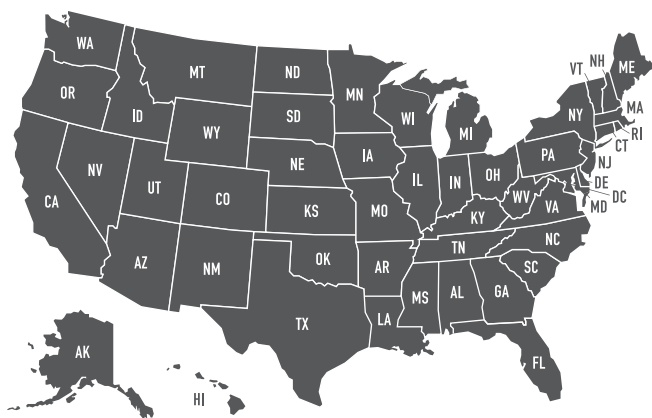 WA
MT
ND
MN
OR
ID
SD
WI
MI
WY
NE
IA
NV
UT
CO
CA
KS
MO
IL
IN
OH
PA
NY
VT
NH
ME
MA
RI
CT
NJ
DE
DC
MD
WV
VA
KY
NC
TN
SC
AZ
NM
OK
AR
MS
AL
GA
LA
TX
FL
AK
HI